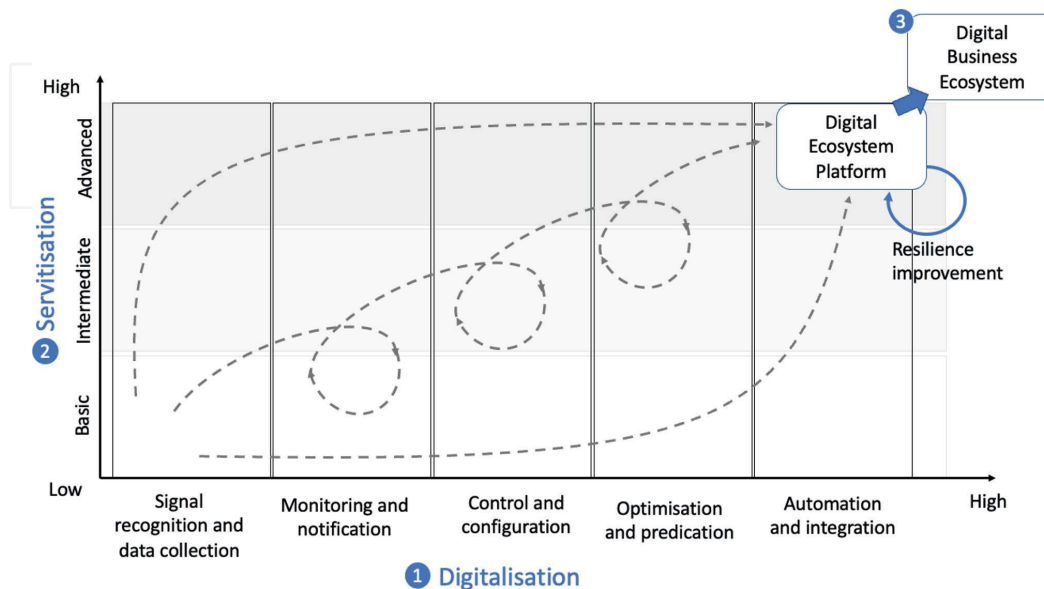 3
Digital
Business
Ecosystem
High
Digital
Ecosystem
Platform
Advanced
Intermediate
Basic
2 Servitisation
Resilience
improvement
Low
High
Signal
recognition and
data collection
Monitoring and
notification
Control and
configuration
Optimisation
and predication
Automation
and integration
1 Digitalisation